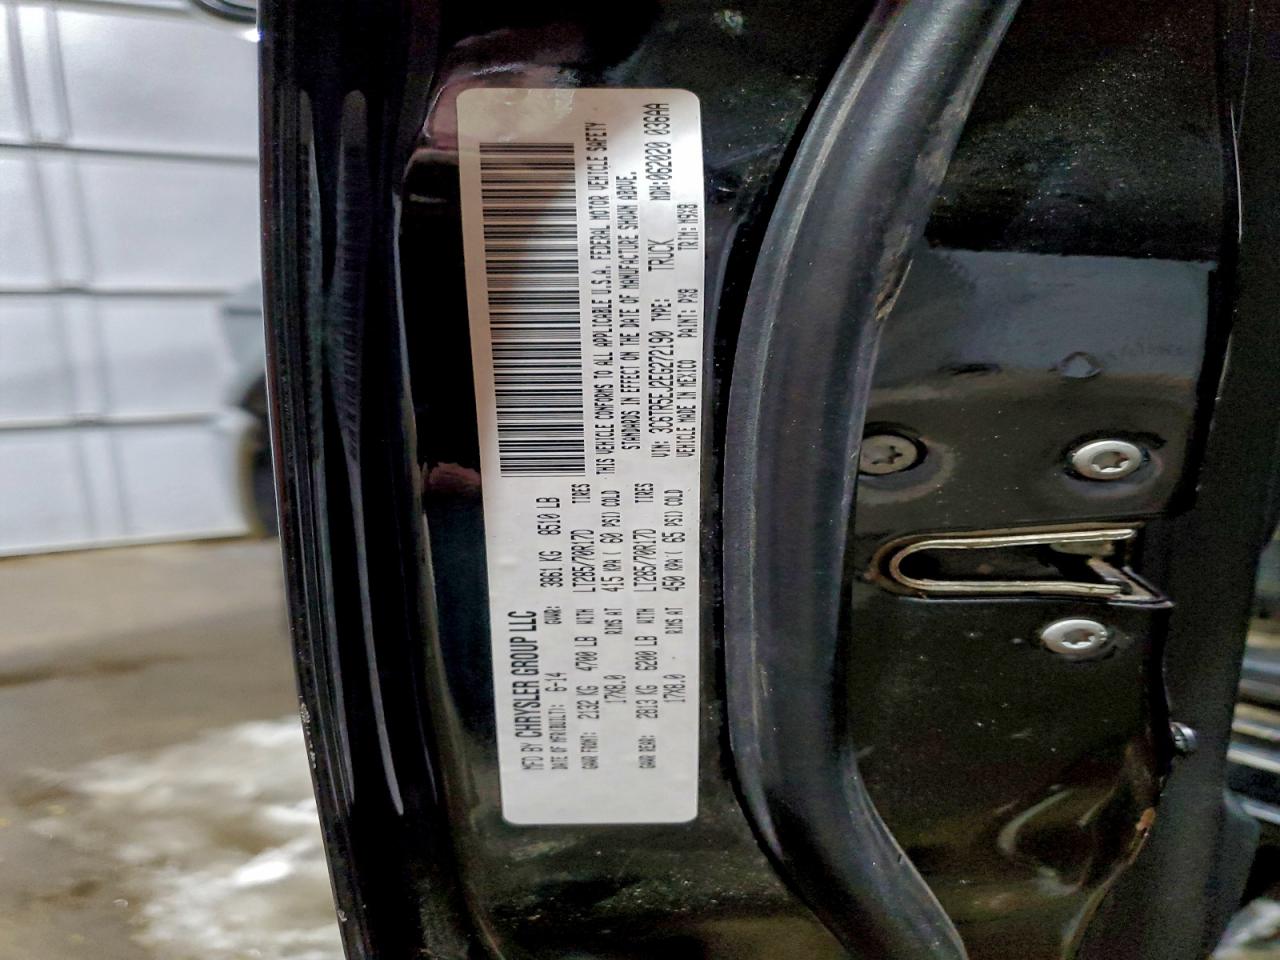 MFD BY CHRYSLER GROUP LLC
DATE OF MFR(BUILT): 6-14 GVWR: 3861 KG 8510 LB
GAWR FRONT: 2132 KG 4700 LB WITH LT285/70R17D TIRES
17X8.0 RIMS AT 415 KPA( 60 PSI) COLD
GAWR REAR: 2813 KG 6200 LB WITH LT285/70R17D TIRES
17X8.0 RIMS AT 450 KPA( 65 PSI) COLD
THIS VEHICLE CONFORMS TO ALL APPLICABLE U.S.A. FEDERAL MOTOR VEHICLE SAFETY
STANDARDS IN EFFECT ON THE DATE OF MANUFACTURE SHOWN ABOVE.
VIN: 3C6TR5EJ2EG272190 TYPE: TRUCK MDH:062020 036AA
VEHICLE MADE IN MEXICO PAINT: PX8 TRIM: M9X8